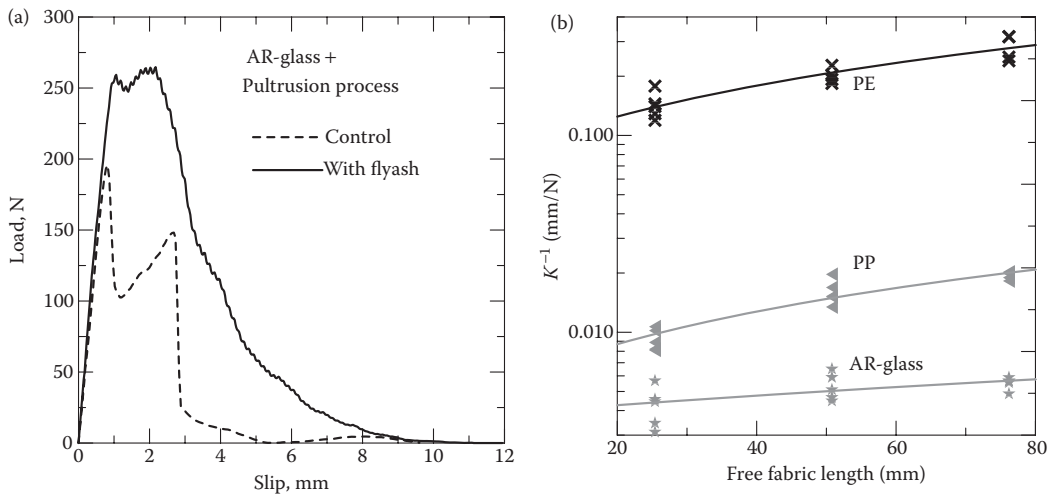 (a)
300
250
200
150
100
50
0
Load, N
AR-glass +
Pultrusion process
Control
With flyash
0 2 4 6 8 10 12
Slip, mm
(b)
0.100
0.010
K⁻¹ (mm/N)
PE
PP
AR-glass
20 40 60 80
Free fabric length (mm)